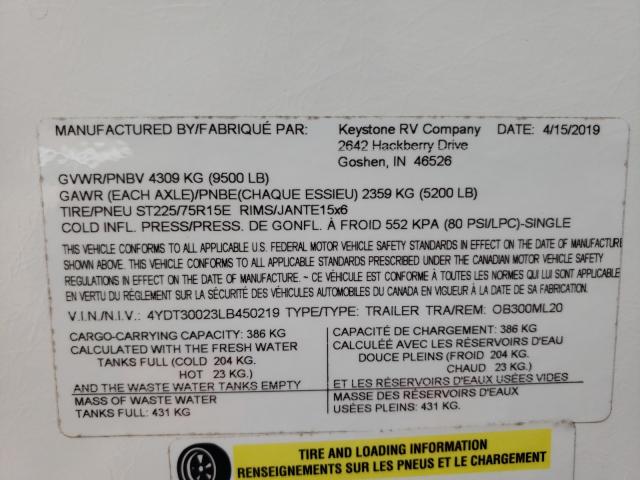 MANUFACTURED BY/FABRIQUÉ PAR: Keystone RV Company DATE: 4/15/2019
2642 Hackberry Drive
Goshen, IN 46526
GVWR/PNBV 4309 KG (9500 LB)
GAWR (EACH AXLE)/PNBE(CHAQUE ESSIEU) 2359 KG (5200 LB)
TIRE/PNEU ST225/75R15E RIMS/JANTE15x6
COLD INFL. PRESS/PRESS. DE GONFL. À FROID 552 KPA (80 PSI/LPC)-SINGLE
THIS VEHICLE CONFORMS TO ALL APPLICABLE U.S. FEDERAL MOTOR VEHICLE SAFETY STANDARDS IN EFFECT ON THE DATE OF MANUFACTURE
SHOWN ABOVE. THIS VEHICLE CONFORMS TO ALL APPLICABLE STANDARDS PRESCRIBED UNDER THE CANADIAN MOTOR VEHICLE SAFETY
REGULATIONS IN EFFECT ON THE DATE OF MANUFACTURE. ~ CE VÉHICULE EST CONFORME À TOUTES LES NORMES QUI LUI SONT APPLICABLE
EN VERTU DU RÉGLEMENT SUR LA SÉCURITÉ DES VÉHICULES AUTOMOBILES DU CANADA EN VIGUEUR À LA DATE DE SA FABRICATION.
V.I.N./N.I.V.: 4YDT30023LB450219 TYPE/TYPE: TRAILER TRA/REM: OB300ML20
CARGO-CARRYING CAPACITY: 386 KG
CALCULATED WITH THE FRESH WATER
TANKS FULL (COLD 204 KG.
HOT 23 KG.)
AND THE WASTE WATER TANKS EMPTY
MASS OF WASTE WATER
TANKS FULL: 431 KG
CAPACITÉ DE CHARGEMENT: 386 KG
CALCULÉE AVEC LES RÉSERVOIRS D'EAU
DOUCE PLEINS (FROID 204 KG.
CHAUD 23 KG.)
ET LES RÉSERVOIRS D'EAUX USÉES VIDES
MASSE DES RÉSERVOIRS D'EAUX
USÉES PLEINS: 431 KG.
TIRE AND LOADING INFORMATION
RENSEIGNEMENTS SUR LES PNEUS ET LE CHARGEMENT